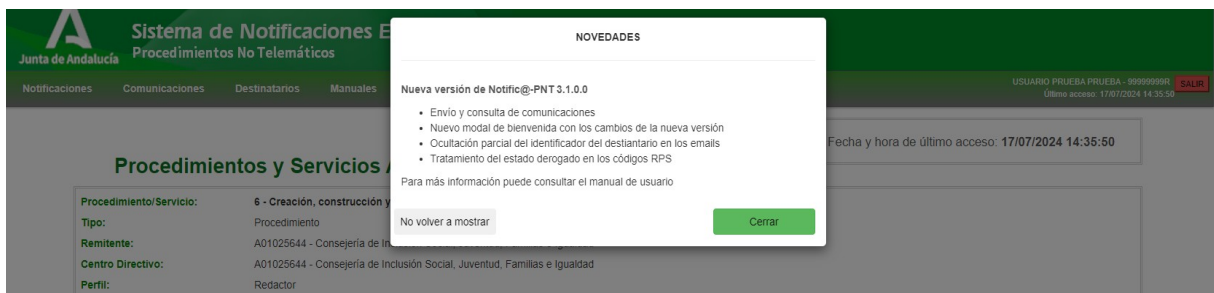 Junta de Andalucía
Sistema de Notificaciones E
Procedimientos No Telemáticos
Notificaciones Comunicaciones Destinatarios Manuales
USUARIO PRUEBA PRUEBA - 99999999R SALIR
Último acceso: 17/07/2024 14:35:50
NOVEDADES
Nueva versión de Notific@-PNT 3.1.0.0
• Envío y consulta de comunicaciones
• Nuevo modal de bienvenida con los cambios de la nueva versión
• Ocultación parcial del identificador del destiantario en los emails
• Tratamiento del estado derogado en los códigos RPS
Para más información puede consultar el manual de usuario
No volver a mostrar Cerrar
Fecha y hora de último acceso: 17/07/2024 14:35:50
Procedimientos y Servicios
Procedimiento/Servicio: 6 - Creación, construcción y
Tipo: Procedimiento
Remitente: A01025644 - Consejería de In
Centro Directivo: A01025644 - Consejería de Inclusión Social, Juventud, Familias e Igualdad
Perfil: Redactor